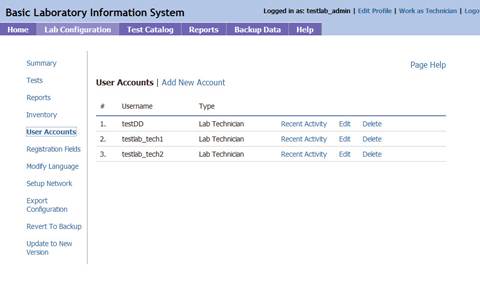 Basic Laboratory Information System
Logged in as: testlab_admin | Edit Profile | Work as Technician | Logo
Home Lab Configuration Test Catalog Reports Backup Data Help
Page Help
Summary
Tests
Reports
Inventory
User Accounts
Registration Fields
Modify Language
Setup Network
Export
Configuration
Revert To Backup
Update to New
Version
User Accounts | Add New Account
# Username Type
1. testDD Lab Technician Recent Activity Edit Delete
2. testlab_tech1 Lab Technician Recent Activity Edit Delete
3. testlab_tech2 Lab Technician Recent Activity Edit Delete